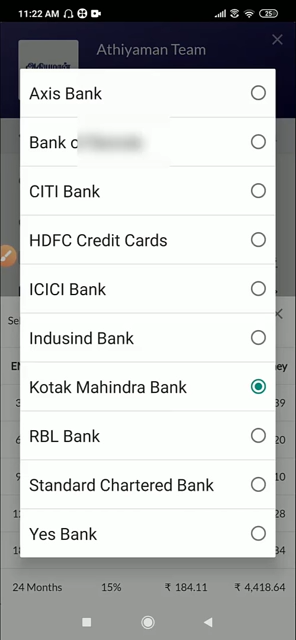 11:22 AM
25
Athiyaman Team
Axis Bank
Bank
CITI Bank
HDFC Credit Cards
ICICI Bank
Indusind Bank
Kotak Mahindra Bank
RBL Bank
Standard Chartered Bank
Yes Bank
24 Months 15% ₹ 184.11 ₹ 4,418.64